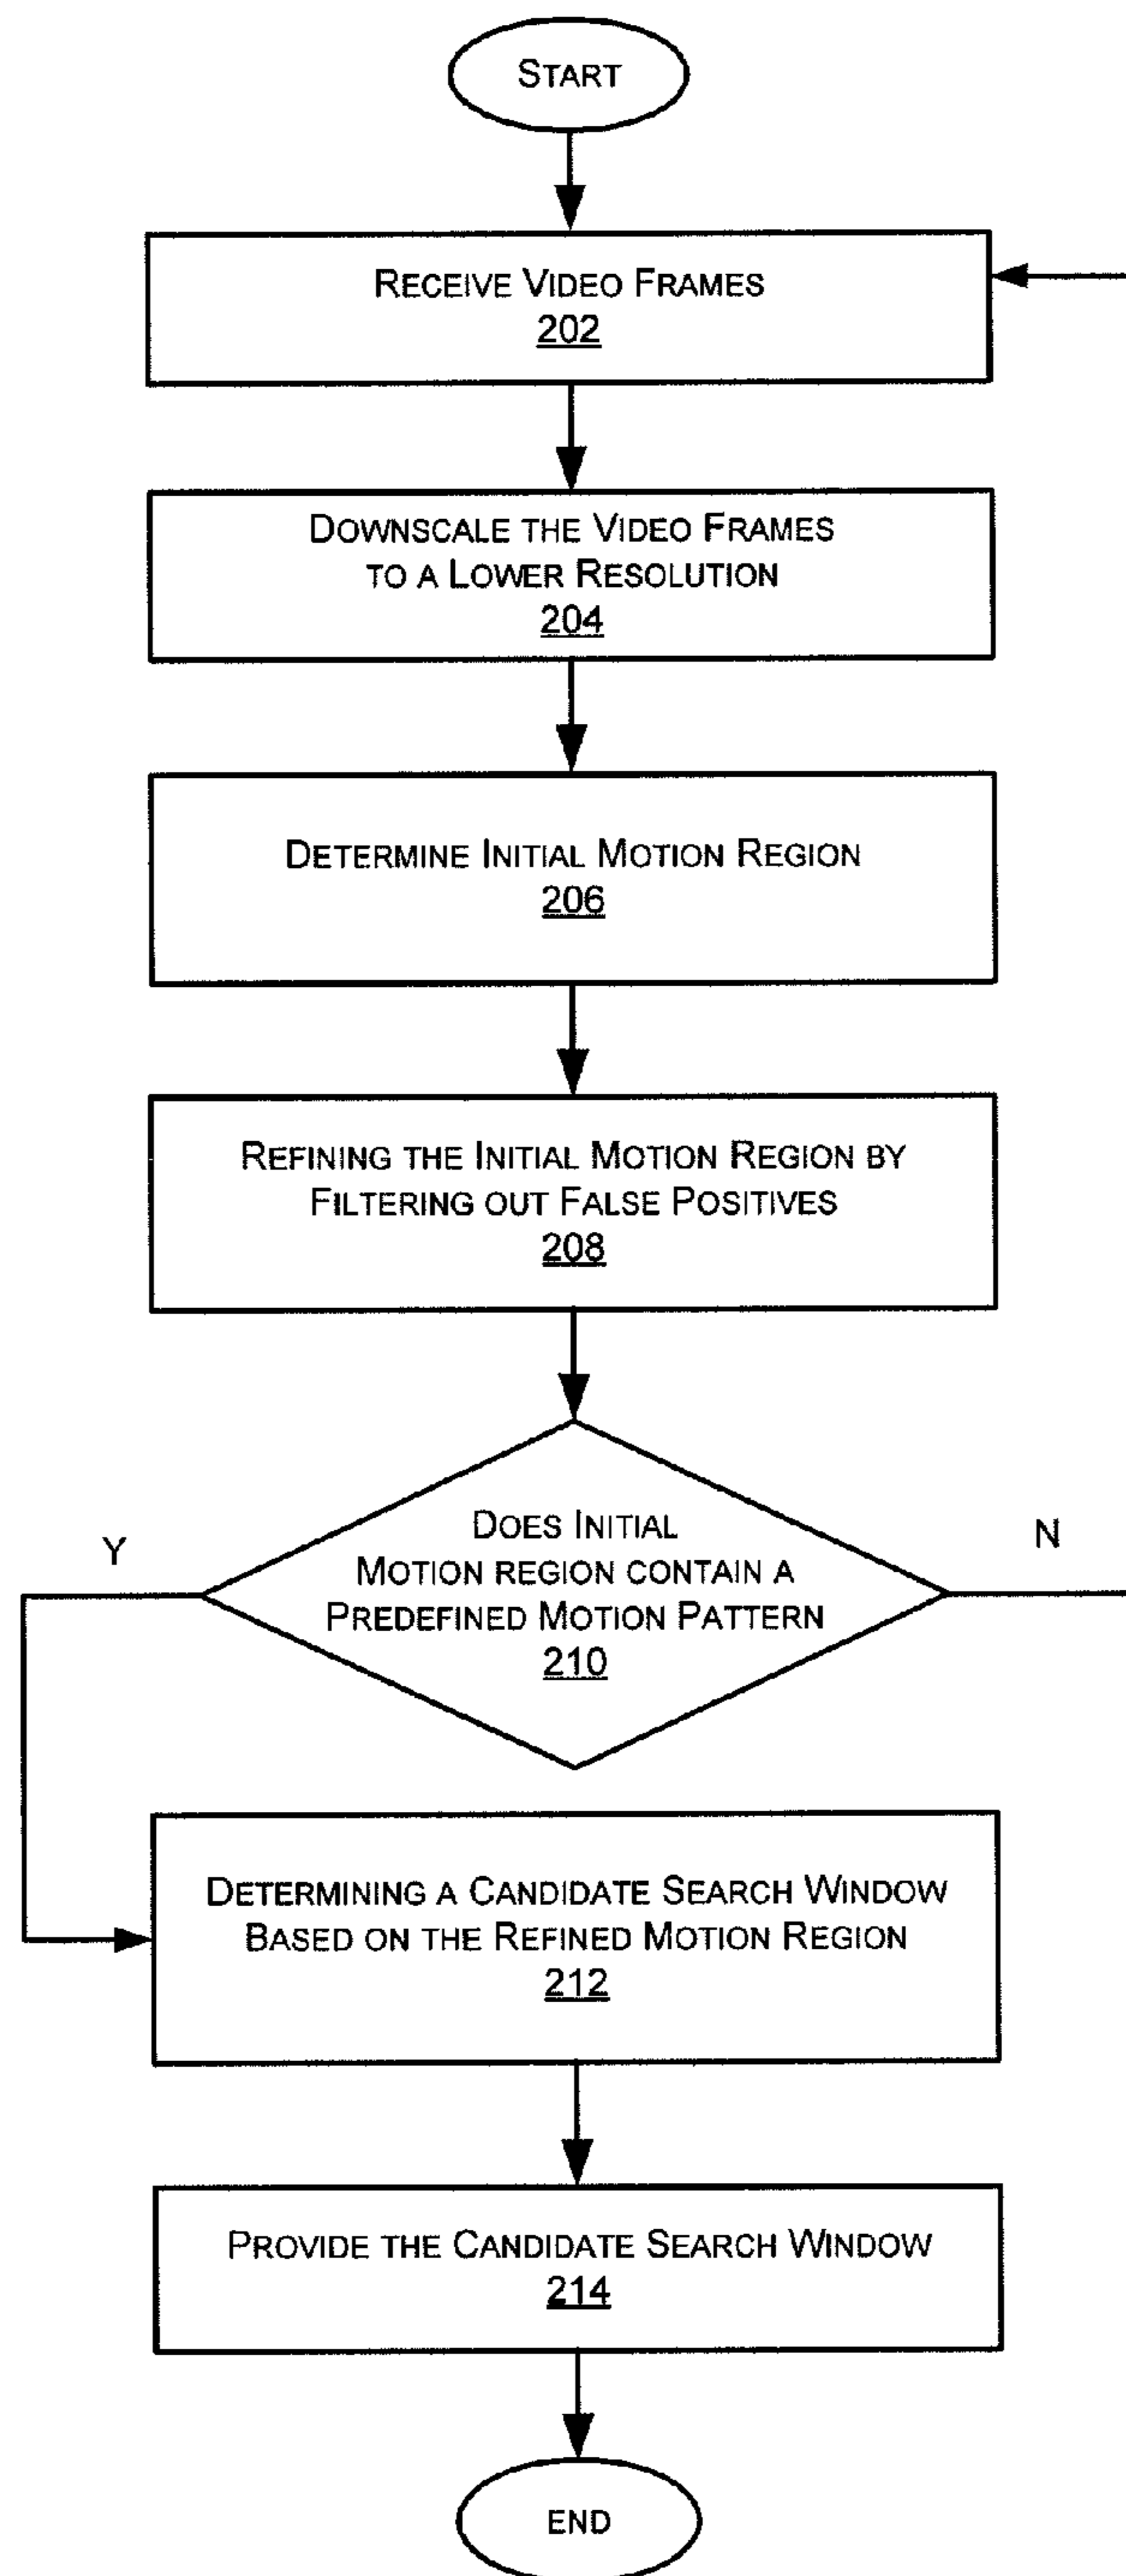 START
RECEIVE VIDEO FRAMES
202
DOWNSCALE THE VIDEO FRAMES
TO A LOWER RESOLUTION
204
DETERMINE INITIAL MOTION REGION
206
REFINING THE INITIAL MOTION REGION BY
FILTERING OUT FALSE POSITIVES
208
DOES INITIAL
MOTION REGION CONTAIN A
PREDEFINED MOTION PATTERN
210
Y
N
DETERMINING A CANDIDATE SEARCH WINDOW
BASED ON THE REFINED MOTION REGION
212
PROVIDE THE CANDIDATE SEARCH WINDOW
214
END